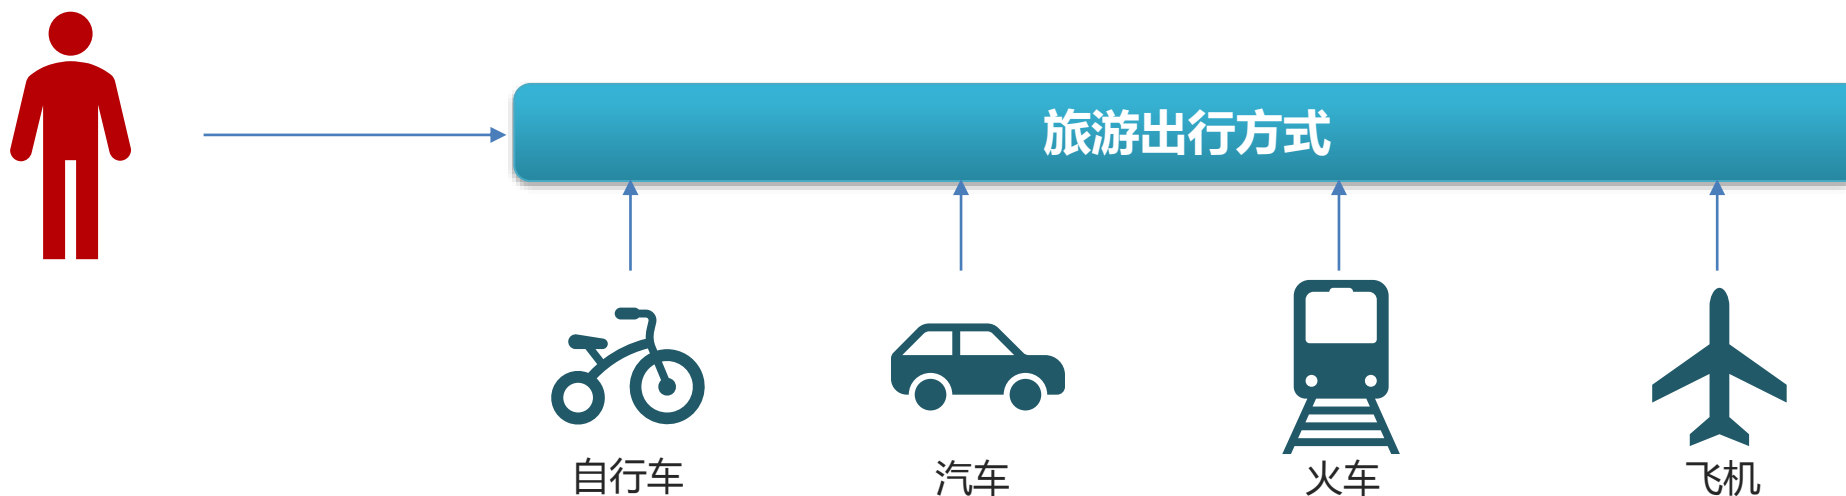 旅游出行方式
自行车
汽车
火车
飞机